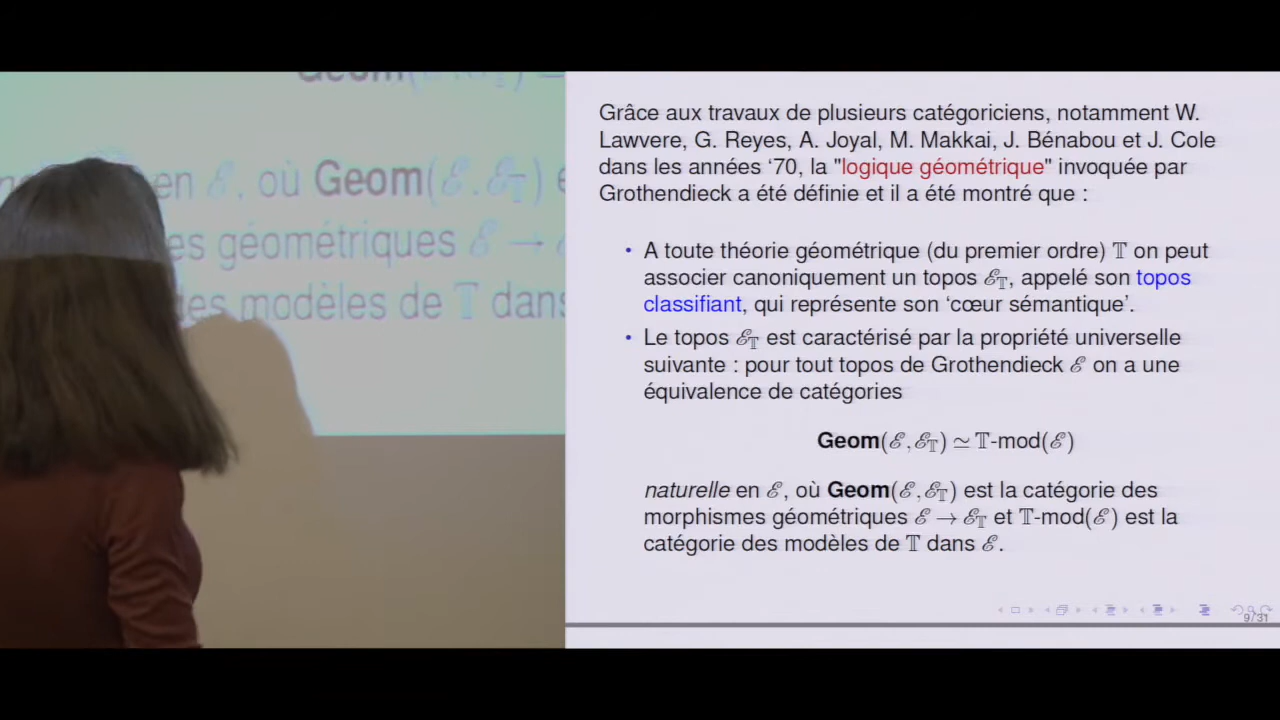 Geom(
en ℰ, où Geom(ℰ, ℰ_𝕋) e
es géométriques ℰ →
des modèles de 𝕋 dans
Grâce aux travaux de plusieurs catégoriciens, notamment W.
Lawvere, G. Reyes, A. Joyal, M. Makkai, J. Bénabou et J. Cole
dans les années ‘70, la "logique géométrique" invoquée par
Grothendieck a été définie et il a été montré que :
• A toute théorie géométrique (du premier ordre) 𝕋 on peut
associer canoniquement un topos ℰ_𝕋, appelé son topos
classifiant, qui représente son ‘cœur sémantique’.
• Le topos ℰ_𝕋 est caractérisé par la propriété universelle
suivante : pour tout topos de Grothendieck ℰ on a une
équivalence de catégories
Geom(ℰ, ℰ_𝕋) ≃ 𝕋-mod(ℰ)
naturelle en ℰ, où Geom(ℰ, ℰ_𝕋) est la catégorie des
morphismes géométriques ℰ → ℰ_𝕋 et 𝕋-mod(ℰ) est la
catégorie des modèles de 𝕋 dans ℰ.
9/31